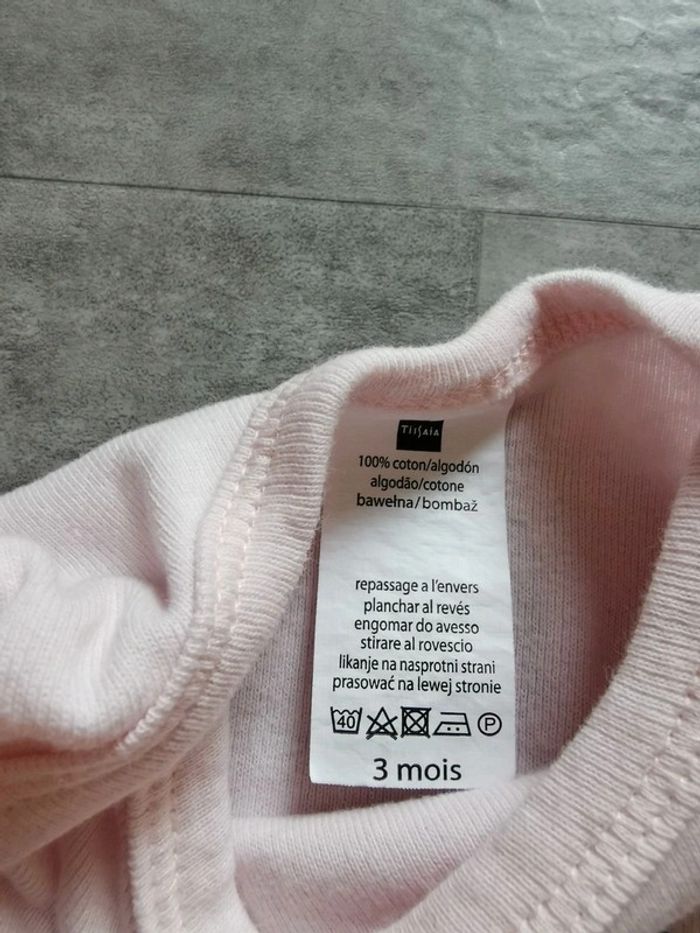 TIISAIA
100% coton/algodón
algodão/cotone
bawełna/bombaž
repassage a l'envers
planchar al revés
engomar do avesso
stirare al rovescio
likanje na nasprotni strani
prasować na lewej stronie
40 P
3 mois